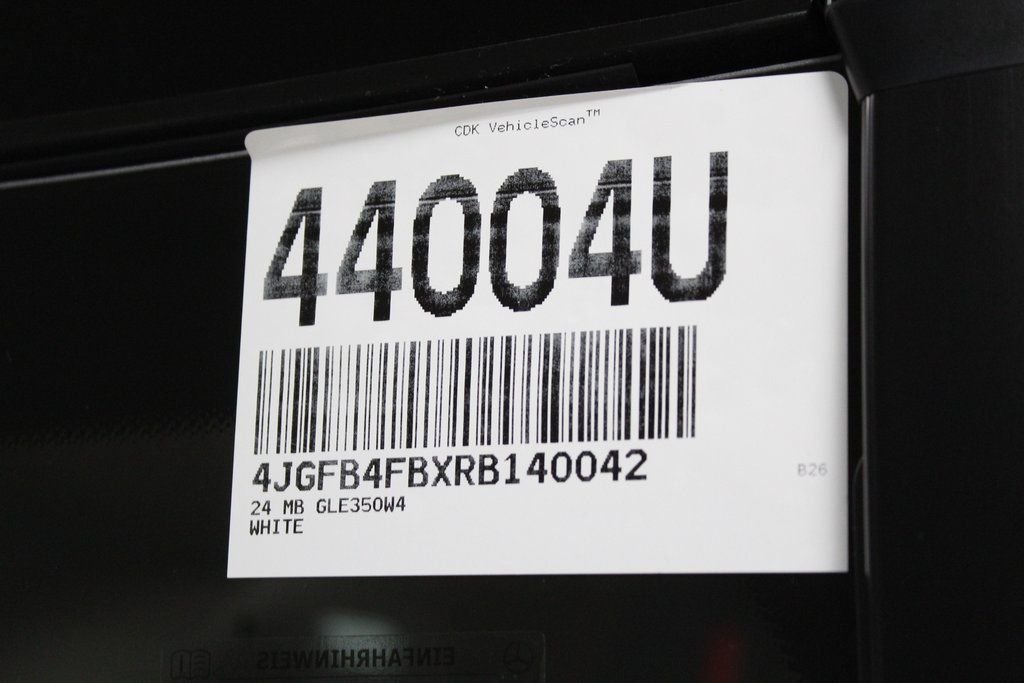 CDK VehicleScan™
44004U
4JGFB4FBXRB140042
24 MB GLE350W4
WHITE
B26
EINFAHRHINWEIS